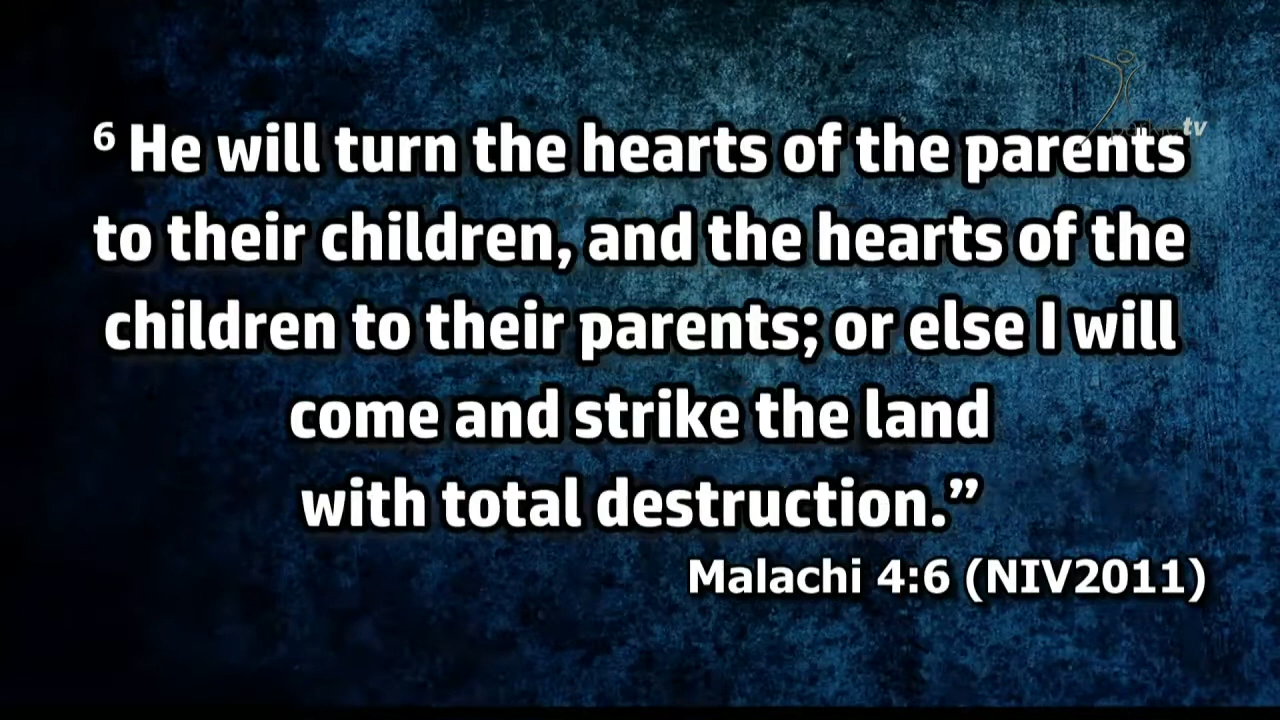 tv
6 He will turn the hearts of the parents
to their children, and the hearts of the
children to their parents; or else I will
come and strike the land
with total destruction.”
Malachi 4:6 (NIV2011)